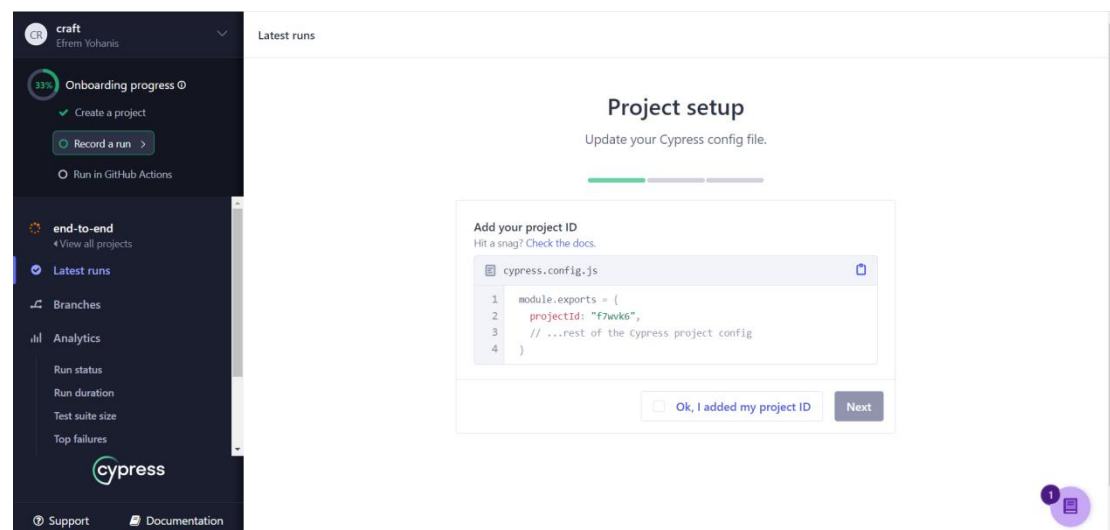 CR
craft
Efrem Yohanis
33%
Onboarding progress
Create a project
Record a run >
Run in GitHub Actions
end-to-end
View all projects
Latest runs
Branches
Analytics
Run status
Run duration
Test suite size
Top failures
cypress
Support
Documentation
Latest runs
Project setup
Update your Cypress config file.
Add your project ID
Hit a snag? Check the docs.
cypress.config.js
1 module.exports = {
2 projectId: "f7wvk6",
3 // ...rest of the Cypress project config
4 }
Ok, I added my project ID
Next
1